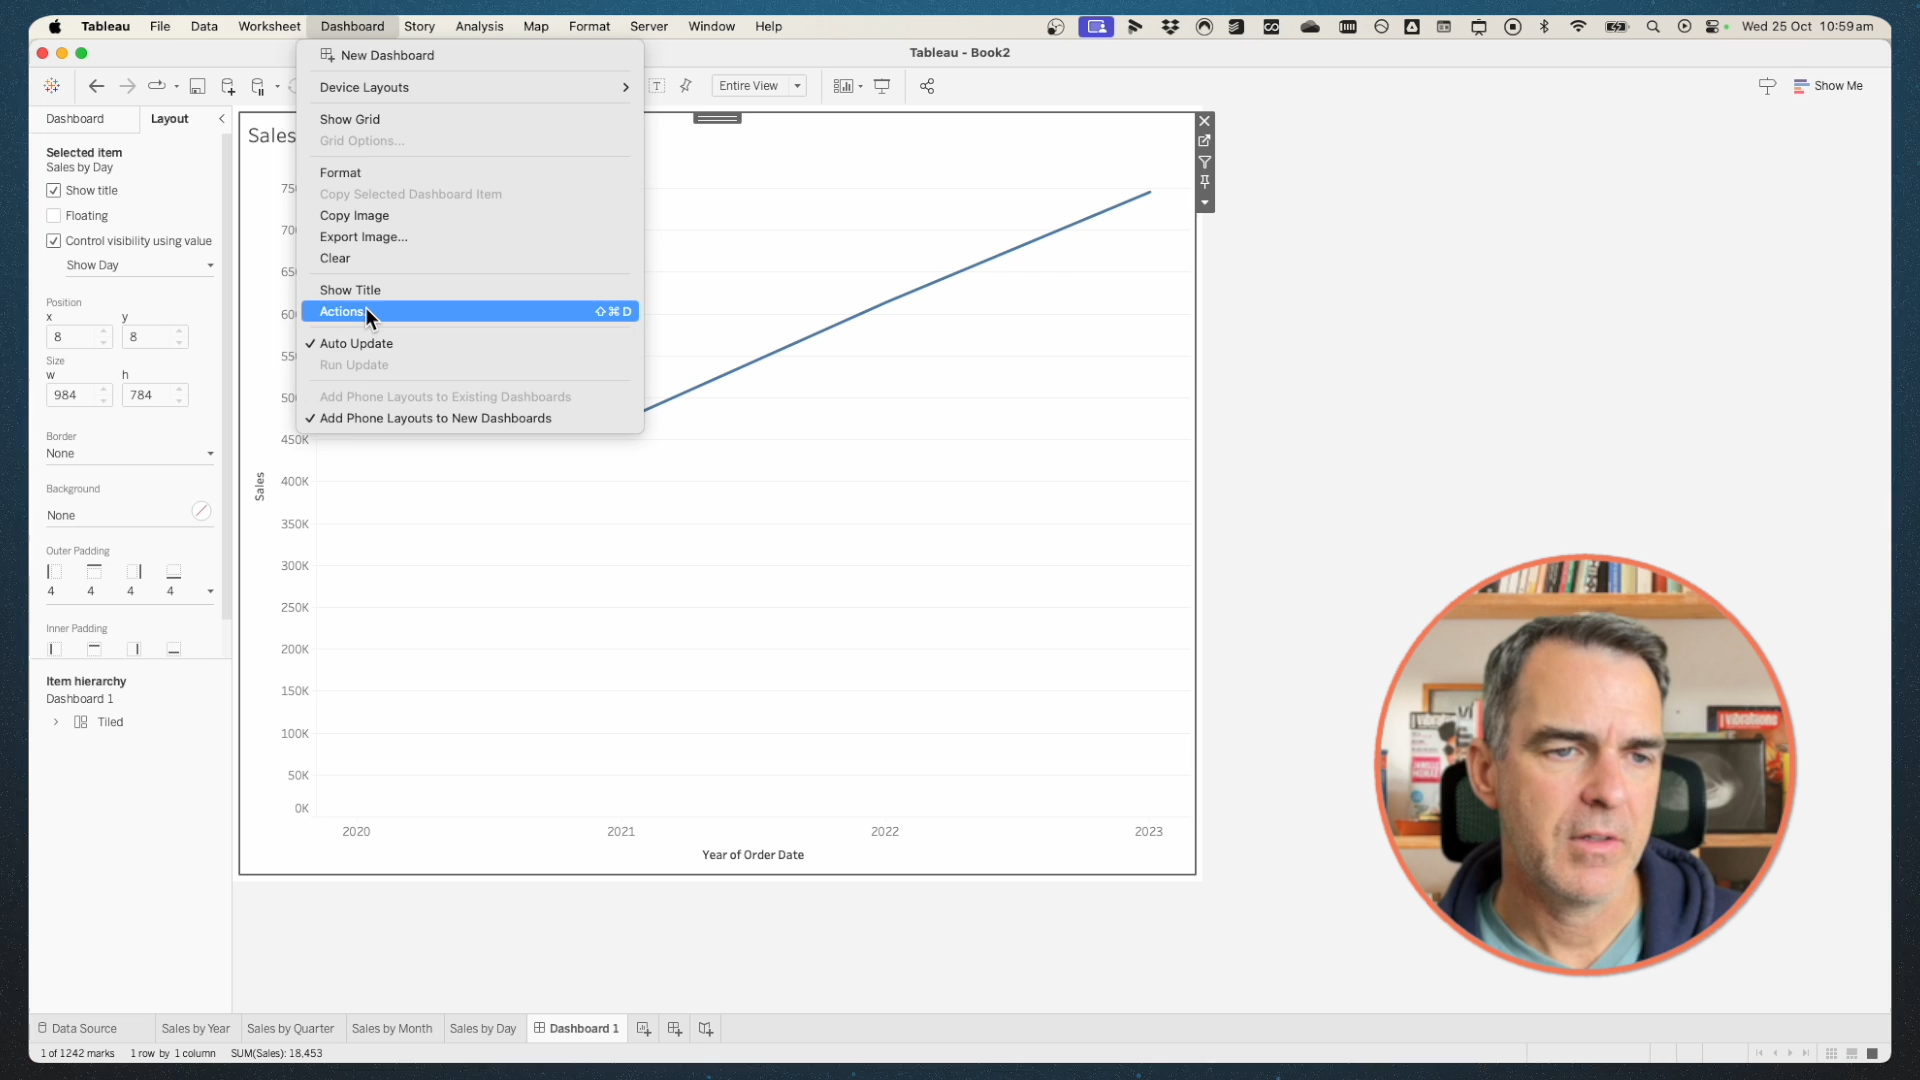 Tableau File Data Worksheet Dashboard Story Analysis Map Format Server Window Help Wed 25 Oct 10:59 am
Tableau - Book2
New Dashboard
Device Layouts
Show Grid
Grid Options...
Format
Copy Selected Dashboard Item
Copy Image
Export Image...
Clear
Show Title
Actions ⇧⌘D
Auto Update
Run Update
Add Phone Layouts to Existing Dashboards
Add Phone Layouts to New Dashboards
Entire View
Show Me
Dashboard Layout
Selected item
Sales by Day
Show title
Floating
Control visibility using value
Show Day
Position
x y
8 8
Size
w h
984 784
Border
None
Background
None
Outer Padding
4 4 4 4
Inner Padding
Item hierarchy
Dashboard 1
Tiled
Sales
450K
400K
350K
300K
250K
200K
150K
100K
50K
0K
Sales
2020 2021 2022 2023
Year of Order Date
Data Source Sales by Year Sales by Quarter Sales by Month Sales by Day Dashboard 1
1 of 1242 marks 1 row by 1 column SUM(Sales): 18,453